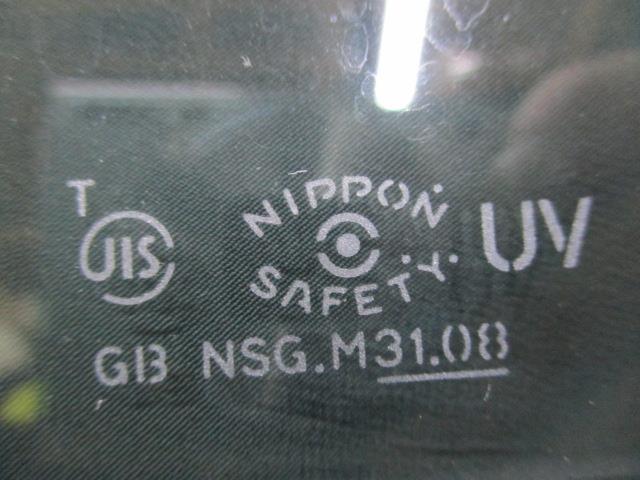 T
JIS
NIPPON
SAFETY
UV
GB NSG.M31.08